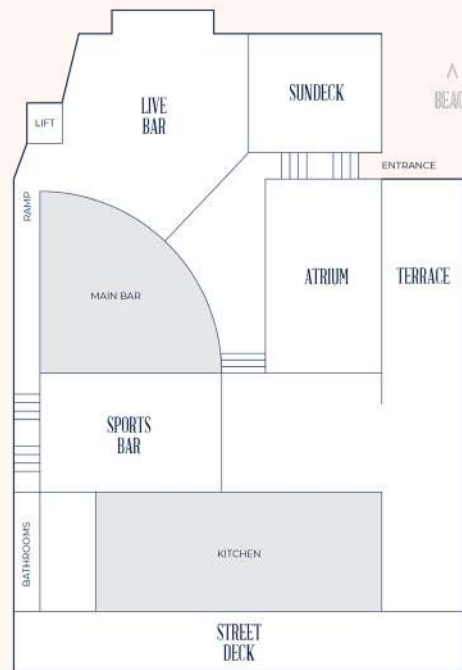 SUNDECK
LIVE
BAR
LIFT
ENTRANCE
RAMP
ATRIUM
TERRACE
MAIN BAR
SPORTS
BAR
BATHROOMS
KITCHEN
STREET
DECK